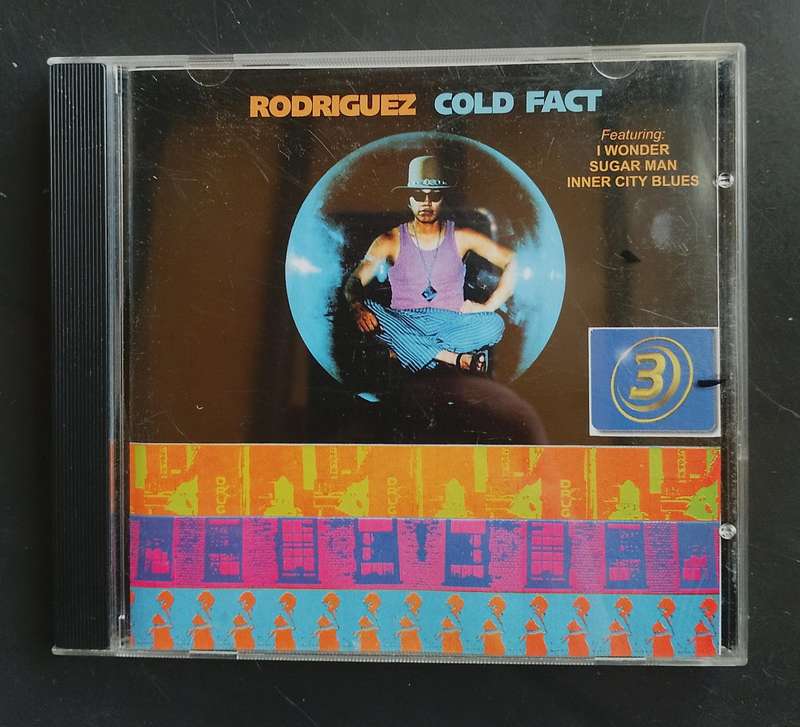 RODRIGUEZ COLD FACT
Featuring:
I WONDER
SUGAR MAN
INNER CITY BLUES
3